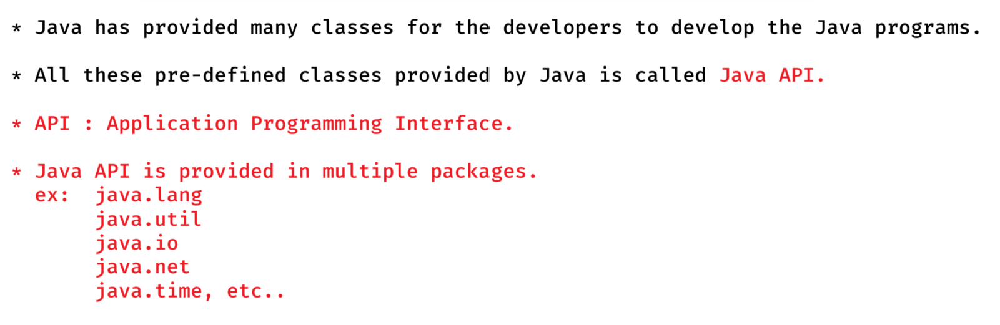 * Java has provided many classes for the developers to develop the Java programs.
* All these pre-defined classes provided by Java is called Java API.
* API : Application Programming Interface.
* Java API is provided in multiple packages.
ex: java.lang
java.util
java.io
java.net
java.time, etc..